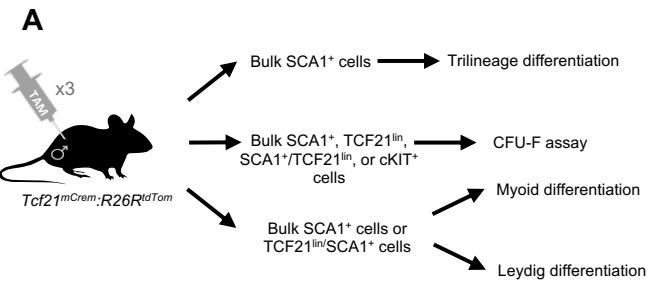 A
TAM
x3
♂
Tcf21ᵐCrem:R26RᵗdTom
Bulk SCA1⁺ cells
Trilineage differentiation
Bulk SCA1⁺, TCF21ˡⁱⁿ,
SCA1⁺/TCF21ˡⁱⁿ, or cKIT⁺
cells
CFU-F assay
Bulk SCA1⁺ cells or
TCF21ˡⁱⁿ/SCA1⁺ cells
Myoid differentiation
Leydig differentiation